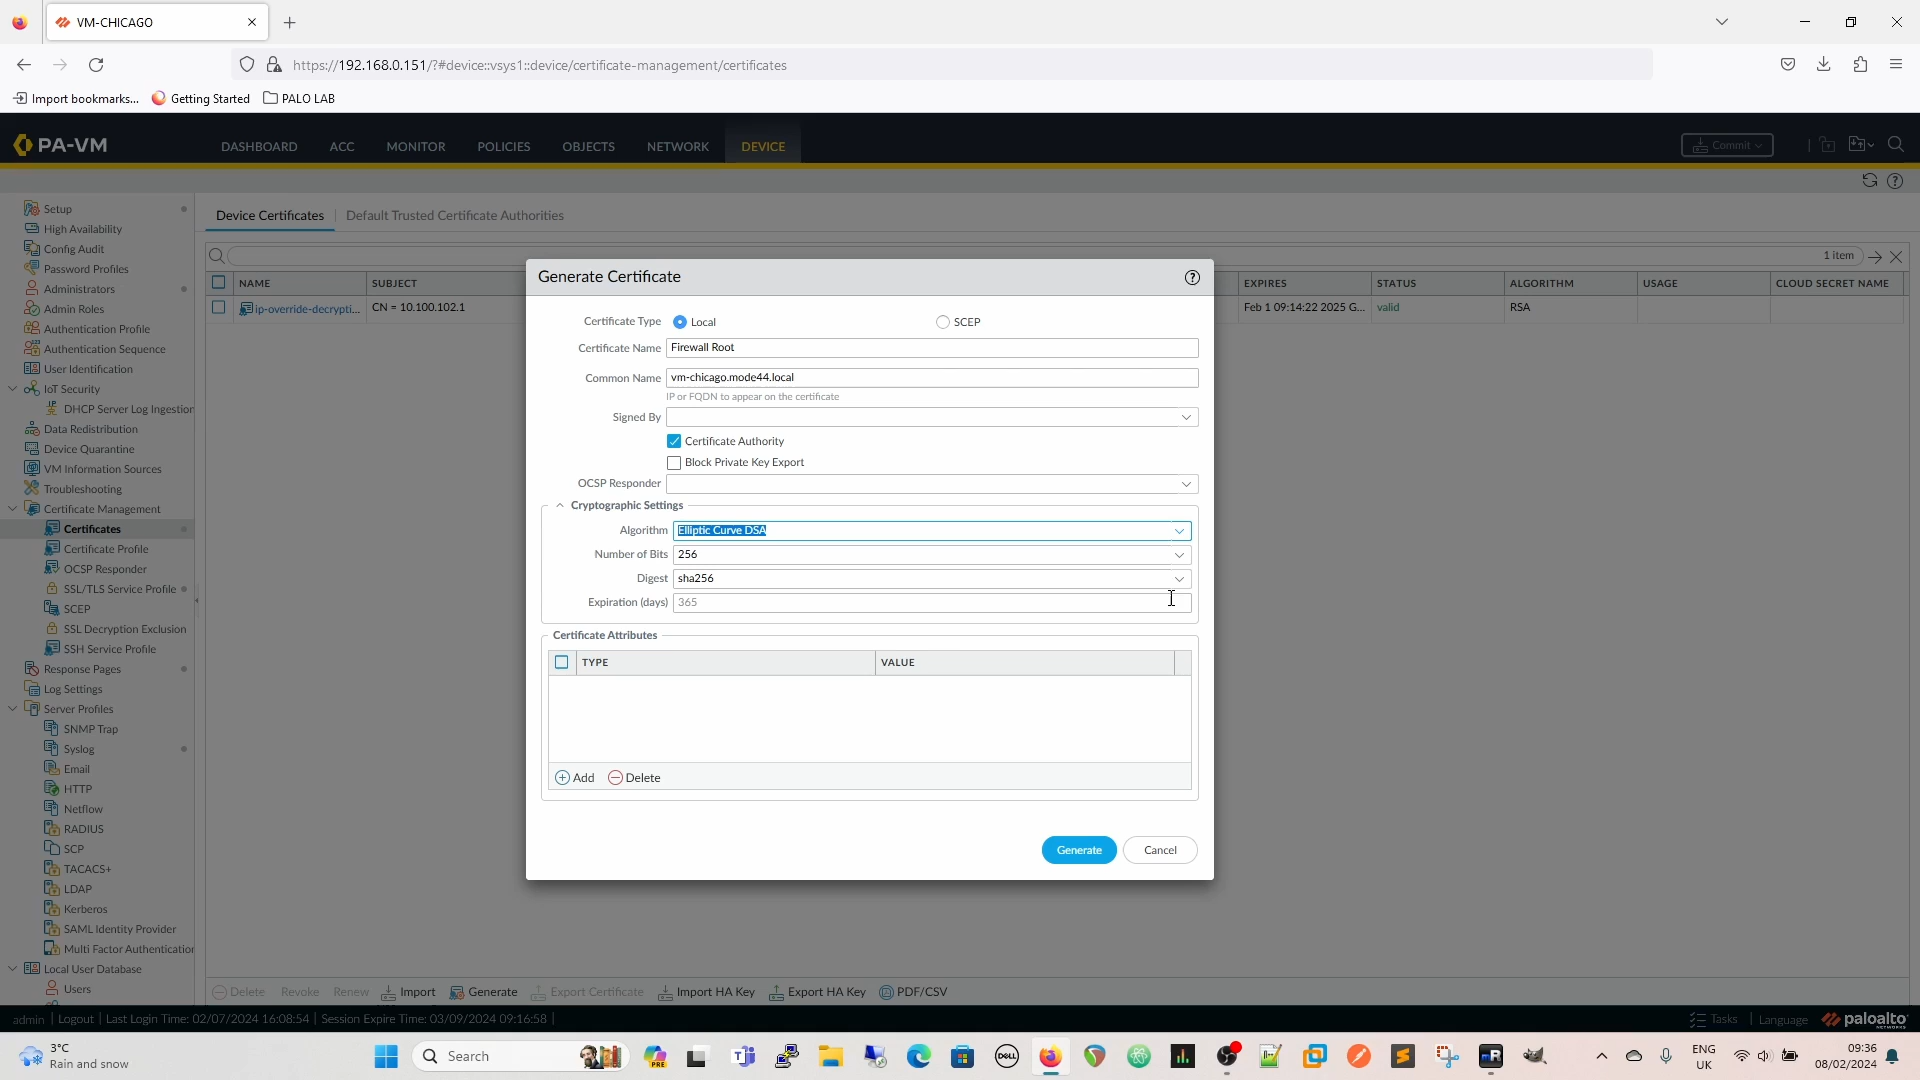 VM-CHICAGO
https://192.168.0.151/?#device::vsys1::device/certificate-management/certificates
Import bookmarks... Getting Started PALO LAB
PA-VM DASHBOARD ACC MONITOR POLICIES OBJECTS NETWORK DEVICE Commit
Device Certificates Default Trusted Certificate Authorities
1 item
NAME SUBJECT EXPIRES STATUS ALGORITHM USAGE CLOUD SECRET NAME
ip-override-decrypti... CN = 10.100.102.1 Feb 1 09:14:22 2025 G... valid RSA
Setup
High Availability
Config Audit
Password Profiles
Administrators
Admin Roles
Authentication Profile
Authentication Sequence
User Identification
IoT Security
DHCP Server Log Ingestion
Data Redistribution
Device Quarantine
VM Information Sources
Troubleshooting
Certificate Management
Certificates
Certificate Profile
OCSP Responder
SSL/TLS Service Profile
SCEP
SSL Decryption Exclusion
SSH Service Profile
Response Pages
Log Settings
Server Profiles
SNMP Trap
Syslog
Email
HTTP
Netflow
RADIUS
SCP
TACACS+
LDAP
Kerberos
SAML Identity Provider
Multi Factor Authentication
Local User Database
Users
Generate Certificate
Certificate Type Local SCEP
Certificate Name Firewall Root
Common Name vm-chicago.mode44.local
IP or FQDN to appear on the certificate
Signed By
Certificate Authority
Block Private Key Export
OCSP Responder
Cryptographic Settings
Algorithm Elliptic Curve DSA
Number of Bits 256
Digest sha256
Expiration (days) 365
Certificate Attributes
TYPE VALUE
Add Delete
Generate Cancel
Delete Revoke Renew Import Generate Export Certificate Import HA Key Export HA Key PDF/CSV
admin | Logout | Last Login Time: 02/07/2024 16:08:54 | Session Expire Time: 03/09/2024 09:16:58 | Tasks | Language paloalto
NETWORKS
3°C
Rain and snow
Search
PRE
DELL
ENG
UK
09:36
08/02/2024